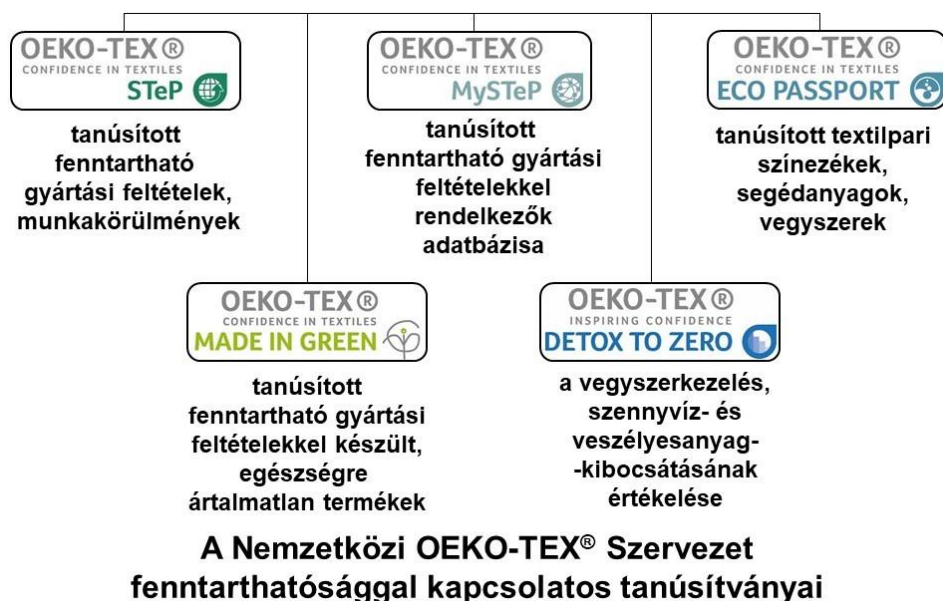 OEKO-TEX®
CONFIDENCE IN TEXTILES
STeP
tanúsított
fenntartható
gyártási feltételek,
munkakörülmények
OEKO-TEX®
CONFIDENCE IN TEXTILES
MySTeP
tanúsított
fenntartható gyártási
feltételekkel
rendelkezők
adatbázisa
OEKO-TEX®
CONFIDENCE IN TEXTILES
ECO PASSPORT
tanúsított textilpari
színezékek,
segédanyagok,
vegyszerek
OEKO-TEX®
CONFIDENCE IN TEXTILES
MADE IN GREEN
tanúsított
fenntartható gyártási
feltételekkel készült,
egészségre
ártalmatlan termékek
OEKO-TEX®
INSPIRING CONFIDENCE
DETOX TO ZERO
a vegyszerkezelés,
szennyvíz- és
veszélyesanyag-
-kibocsátásának
értékelése
A Nemzetközi OEKO-TEX® Szervezet
fenntarthatósággal kapcsolatos tanúsítványai